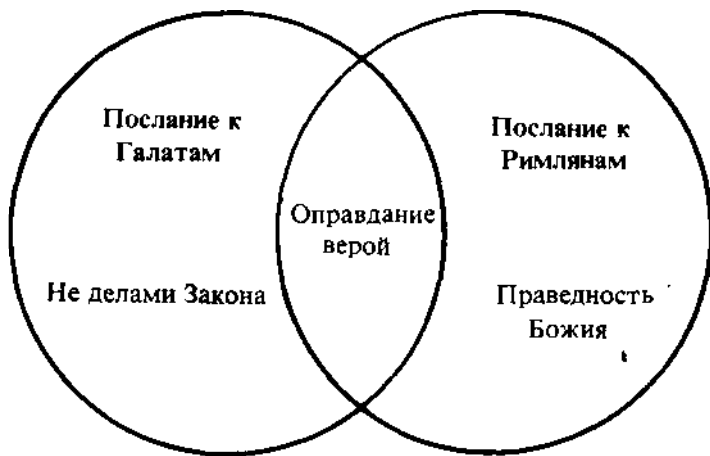 Послание к
Галатам
Не делами Закона
Оправдание
верой
Послание к
Римлянам
Праведность
Божия